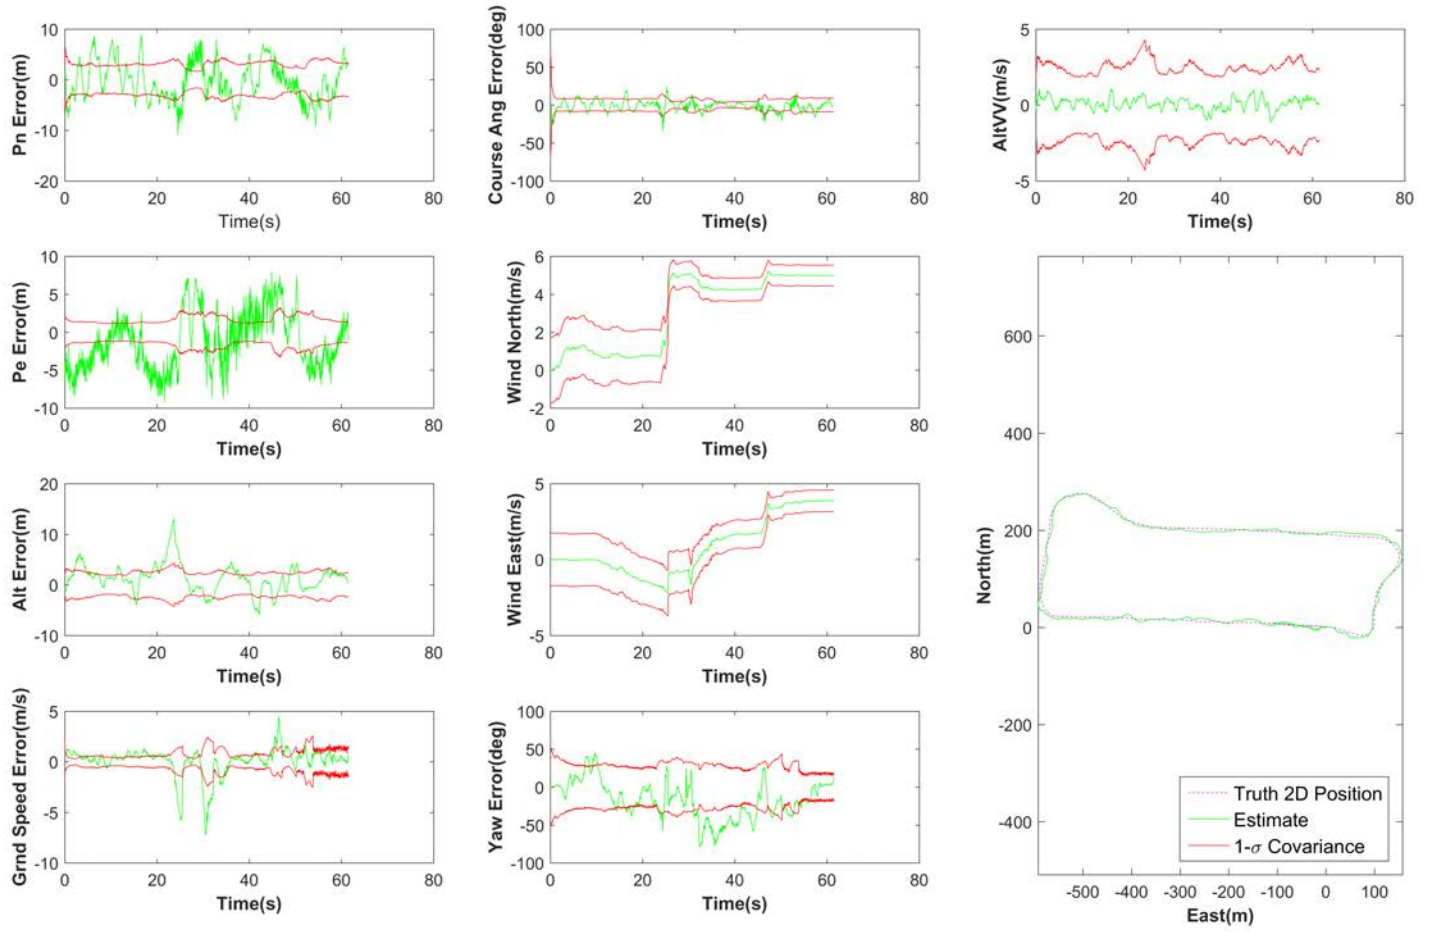 Pn Error(m)
10
0
-10
-20
0 20 40 60 80
Time(s)
Course Ang Error(deg)
100
50
0
-50
-100
0 20 40 60 80
Time(s)
AltVV(m/s)
5
0
-5
0 20 40 60 80
Time(s)
Pe Error(m)
10
5
0
-5
-10
0 20 40 60 80
Time(s)
Wind North(m/s)
6
4
2
0
-2
0 20 40 60 80
Time(s)
Alt Error(m)
20
10
0
-10
0 20 40 60 80
Time(s)
Wind East(m/s)
5
0
-5
0 20 40 60 80
Time(s)
Grnd Speed Error(m/s)
5
0
-5
-10
0 20 40 60 80
Time(s)
Yaw Error(deg)
100
50
0
-50
-100
0 20 40 60 80
Time(s)
North(m)
600
400
200
0
-200
-400
-500 -400 -300 -200 -100 0 100
East(m)
Truth 2D Position
Estimate
1-σ Covariance